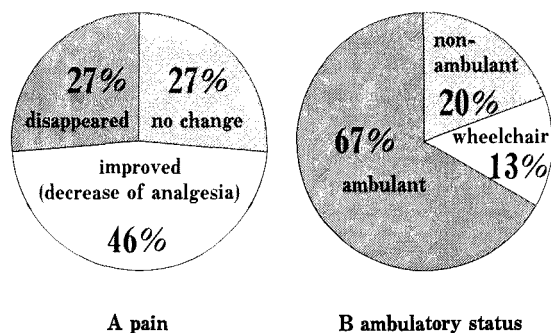 27%
disappeared
27%
no change
improved
(decrease of analgesia)
46%
A pain
non-
ambulant
20%
wheelchair
13%
67%
ambulant
B ambulatory status